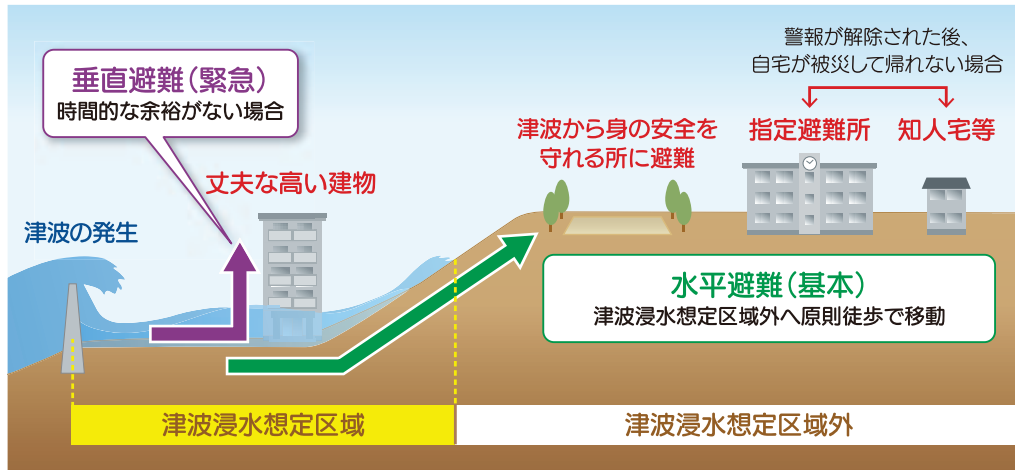 垂直避難(緊急)
時間的な余裕がない場合
丈夫な高い建物
津波の発生
津波から身の安全を
守れる所に避難
警報が解除された後、
自宅が被災して帰れない場合
指定避難所
知人宅等
水平避難(基本)
津波浸水想定区域外へ原則徒歩で移動
津波浸水想定区域
津波浸水想定区域外